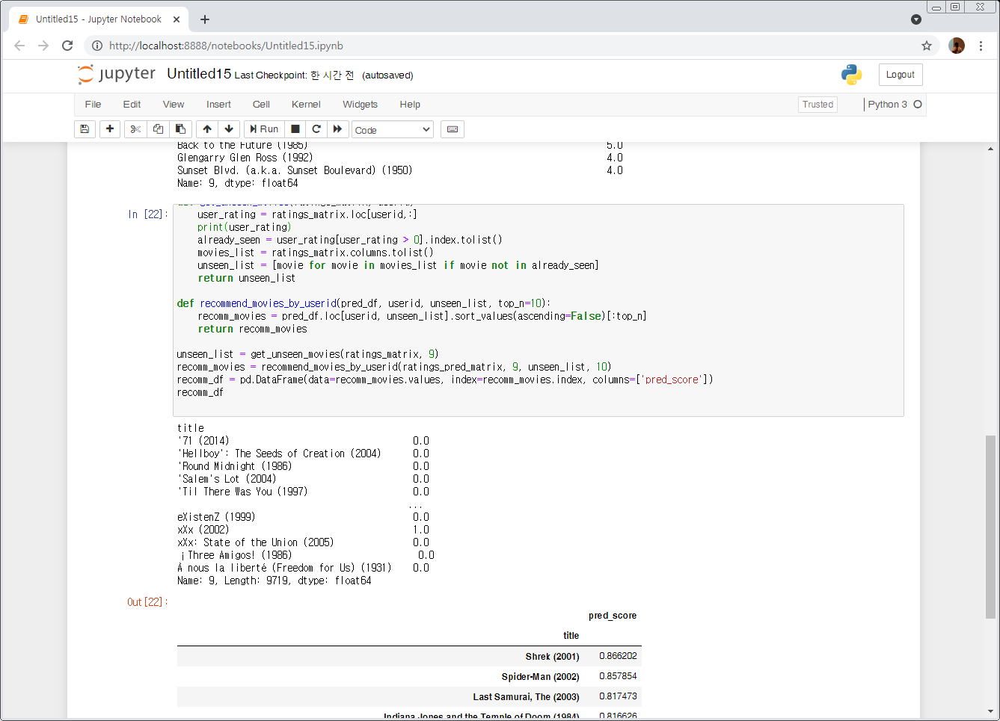 Untitled15 - Jupyter Notebook
http://localhost:8888/notebooks/Untitled15.ipynb
jupyter Untitled15 Last Checkpoint: 한 시간 전 (autosaved)
Logout
File Edit View Insert Cell Kernel Widgets Help
Trusted Python 3
Run Code
Back to the Future (1985) 5.0
Glengarry Glen Ross (1992) 4.0
Sunset Blvd. (a.k.a. Sunset Boulevard) (1950) 4.0
Name: 9, dtype: float64
In [22]:
def get_unseen_movies(ratings_matrix, userid):
user_rating = ratings_matrix.loc[userid,:]
print(user_rating)
already_seen = user_rating[user_rating > 0].index.tolist()
movies_list = ratings_matrix.columns.tolist()
unseen_list = [movie for movie in movies_list if movie not in already_seen]
return unseen_list
def recommend_movies_by_userid(pred_df, userid, unseen_list, top_n=10):
recomm_movies = pred_df.loc[userid, unseen_list].sort_values(ascending=False)[:top_n]
return recomm_movies
unseen_list = get_unseen_movies(ratings_matrix, 9)
recomm_movies = recommend_movies_by_userid(ratings_pred_matrix, 9, unseen_list, 10)
recomm_df = pd.DataFrame(data=recomm_movies.values, index=recomm_movies.index, columns=['pred_score'])
recomm_df
title
'71 (2014) 0.0
'Hellboy': The Seeds of Creation (2004) 0.0
'Round Midnight (1986) 0.0
'Salem's Lot (2004) 0.0
'Til There Was You (1997) 0.0
...
eXistenZ (1999) 0.0
xXx (2002) 1.0
xXx: State of the Union (2005) 0.0
¡Three Amigos! (1986) 0.0
À nous la liberté (Freedom for Us) (1931) 0.0
Name: 9, Length: 9719, dtype: float64
Out[22]:
pred_score
title
Shrek (2001) 0.866202
Spider-Man (2002) 0.857854
Last Samurai, The (2003) 0.817473
Indiana Jones and the Temple of Doom (1984) 0.816626